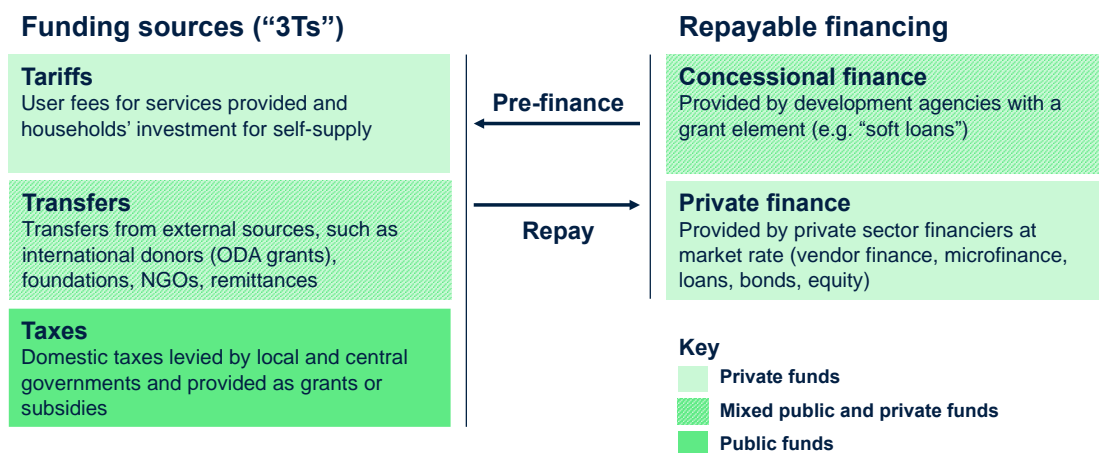 Funding sources (“3Ts”)
Tariffs
User fees for services provided and
households’ investment for self-supply
Transfers
Transfers from external sources, such as
international donors (ODA grants),
foundations, NGOs, remittances
Taxes
Domestic taxes levied by local and central
governments and provided as grants or
subsidies
Pre-finance
Repay
Repayable financing
Concessional finance
Provided by development agencies with a
grant element (e.g. “soft loans”)
Private finance
Provided by private sector financiers at
market rate (vendor finance, microfinance,
loans, bonds, equity)
Key
Private funds
Mixed public and private funds
Public funds